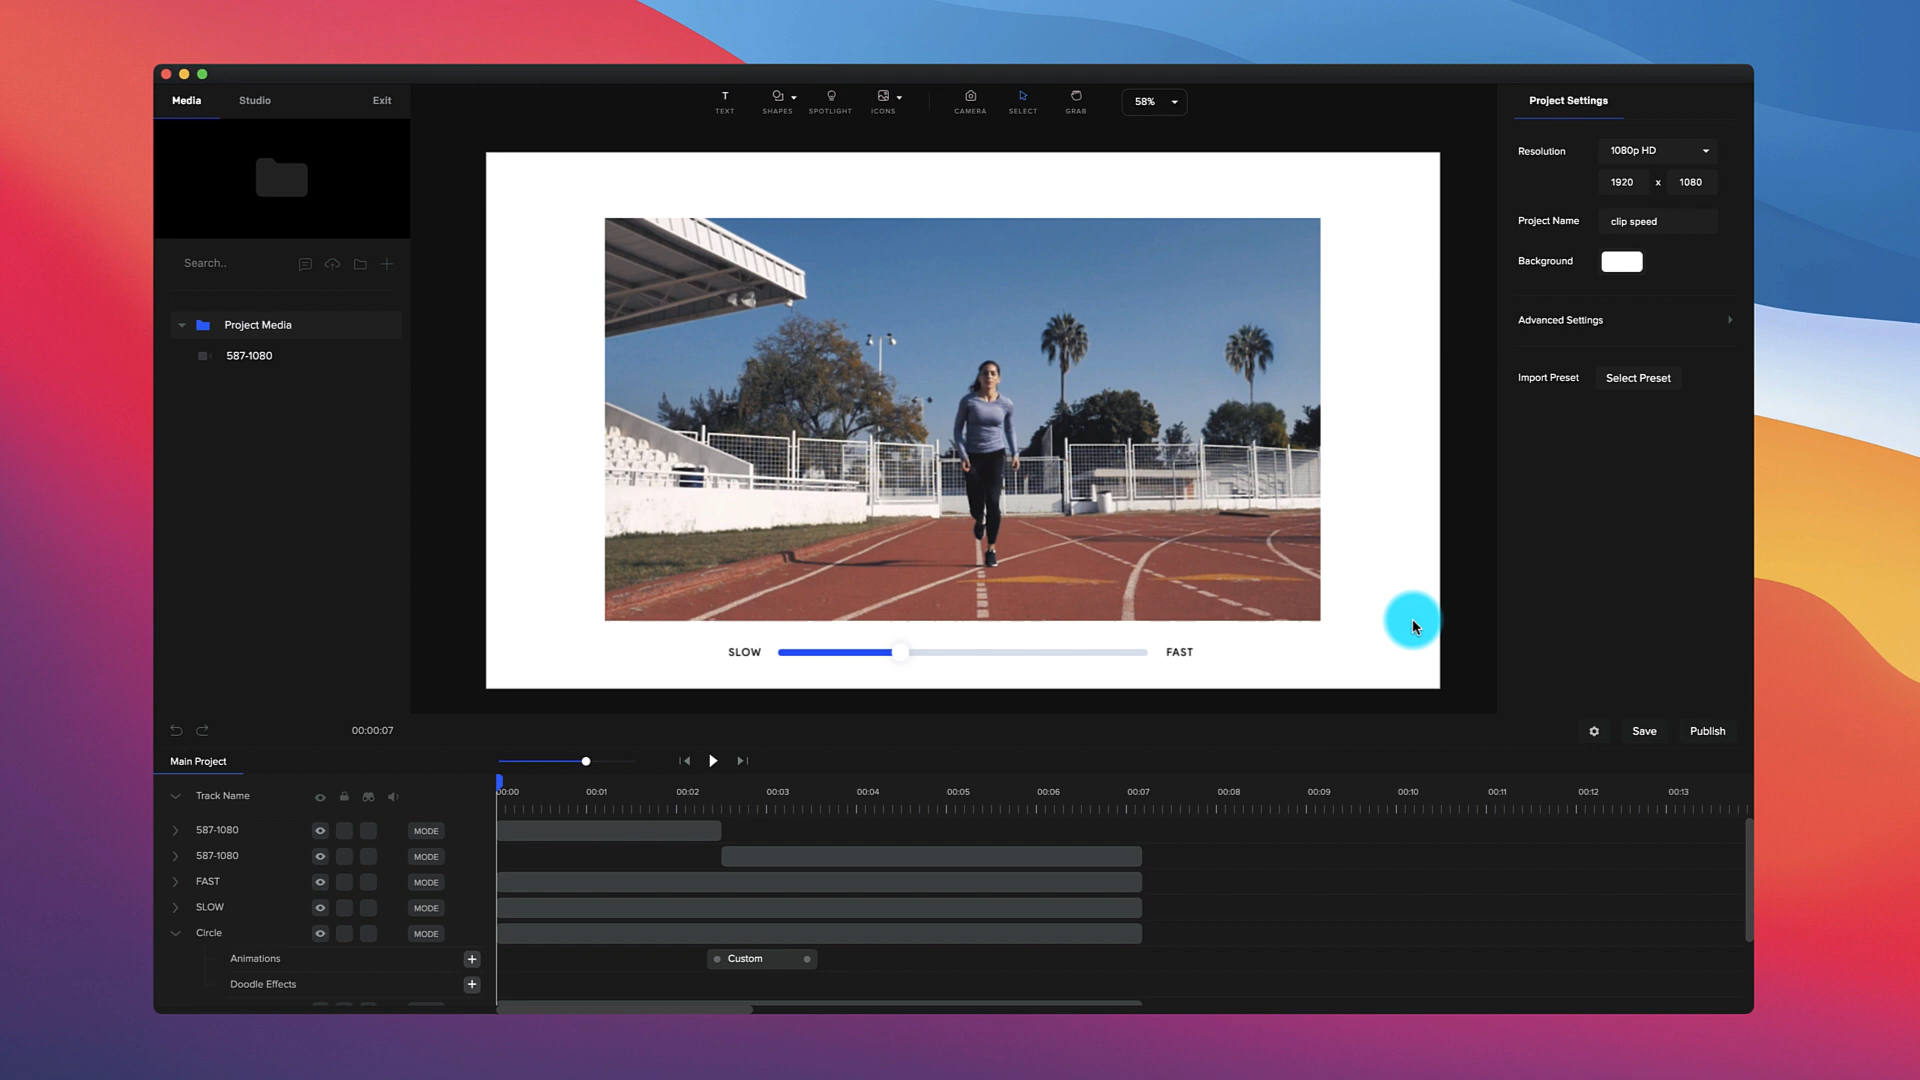 Media Studio Exit
TEXT SHAPES SPOTLIGHT ICONS CAMERA SELECT GRAB 58%
Project Settings
Resolution 1080p HD
1920 x 1080
Project Name clip speed
Background
Advanced Settings
Import Preset Select Preset
Search..
Project Media
587-1080
SLOW FAST
00:00:07
Save Publish
Main Project
Track Name
00:00 00:01 00:02 00:03 00:04 00:05 00:06 00:07 00:08 00:09 00:10 00:11 00:12 00:13
587-1080 MODE
587-1080 MODE
FAST MODE
SLOW MODE
Circle MODE
Animations + Custom
Doodle Effects +